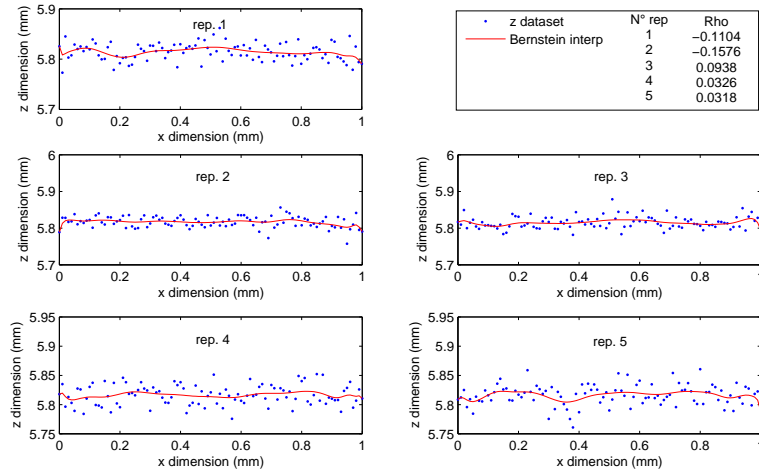 5.9
5.8
5.7
z dimension (mm)
rep. 1
0 0.2 0.4 0.6 0.8 1
x dimension (mm)
z dataset
Bernstein interp
N° rep Rho
1 −0.1104
2 −0.1576
3 0.0938
4 0.0326
5 0.0318
6
5.9
5.8
5.7
z dimension (mm)
rep. 2
0 0.2 0.4 0.6 0.8 1
x dimension (mm)
6
5.9
5.8
5.7
z dimension (mm)
rep. 3
0 0.2 0.4 0.6 0.8 1
x dimension (mm)
5.95
5.9
5.85
5.8
5.75
z dimension (mm)
rep. 4
0 0.2 0.4 0.6 0.8 1
x dimension (mm)
5.95
5.9
5.85
5.8
5.75
z dimension (mm)
rep. 5
0 0.2 0.4 0.6 0.8 1
x dimension (mm)